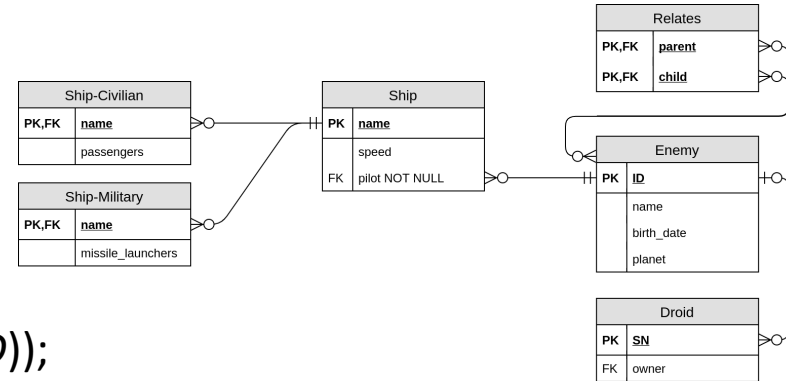 Relates
PK,FK parent
PK,FK child
Ship-Civilian
PK,FK name
passengers
Ship
PK name
speed
FK pilot NOT NULL
Enemy
PK ID
name
birth_date
planet
Ship-Military
PK,FK name
missile_launchers
Droid
PK SN
FK owner
));